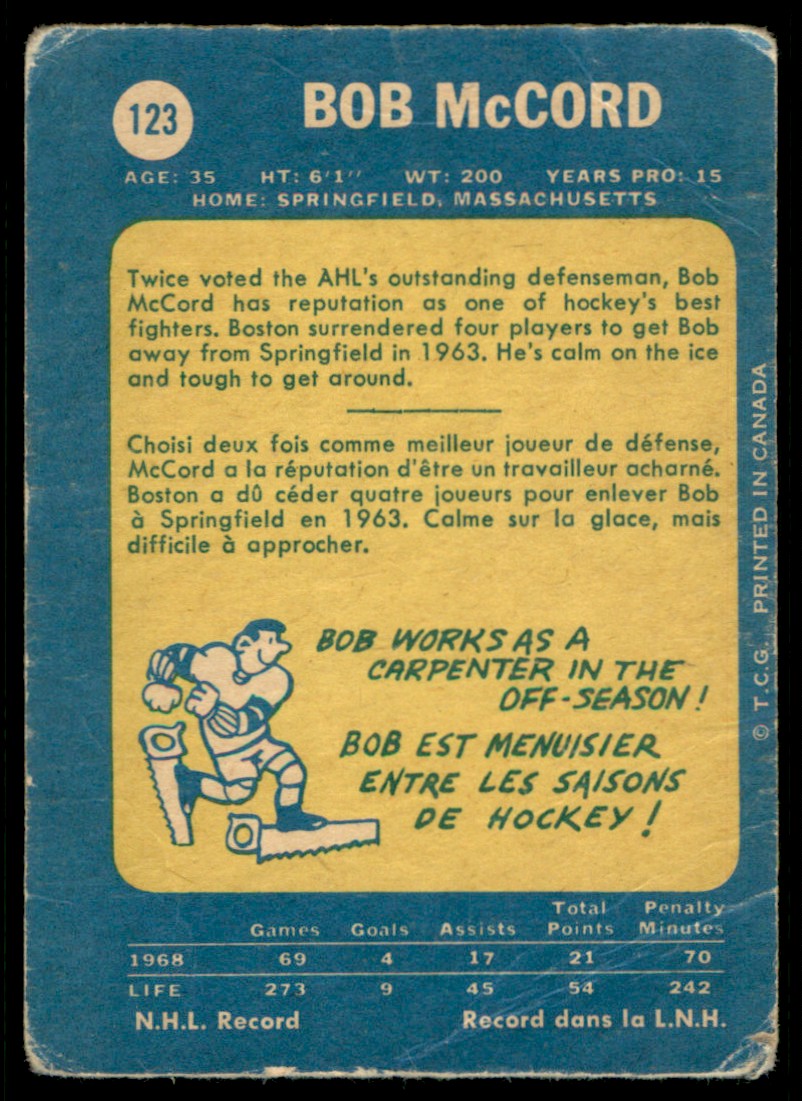 123
BOB McCORD
AGE: 35 HT: 6'1'' WT: 200 YEARS PRO: 15
HOME: SPRINGFIELD, MASSACHUSETTS
Twice voted the AHL's outstanding defenseman, Bob
McCord has reputation as one of hockey's best
fighters. Boston surrendered four players to get Bob
away from Springfield in 1963. He's calm on the ice
and tough to get around.
Choisi deux fois comme meilleur joueur de défense,
McCord a la réputation d'être un travailleur acharné.
Boston a dû céder quatre joueurs pour enlever Bob
à Springfield en 1963. Calme sur la glace, mais
difficile à approcher.
BOB WORKS AS A
CARPENTER IN THE
OFF-SEASON!
BOB EST MENUISIER
ENTRE LES SAISONS
DE HOCKEY!
© T.C.G. PRINTED IN CANADA
Games Goals Assists Total Points Penalty Minutes
1968 69 4 17 21 70
LIFE 273 9 45 54 242
N.H.L. Record Record dans la L.N.H.